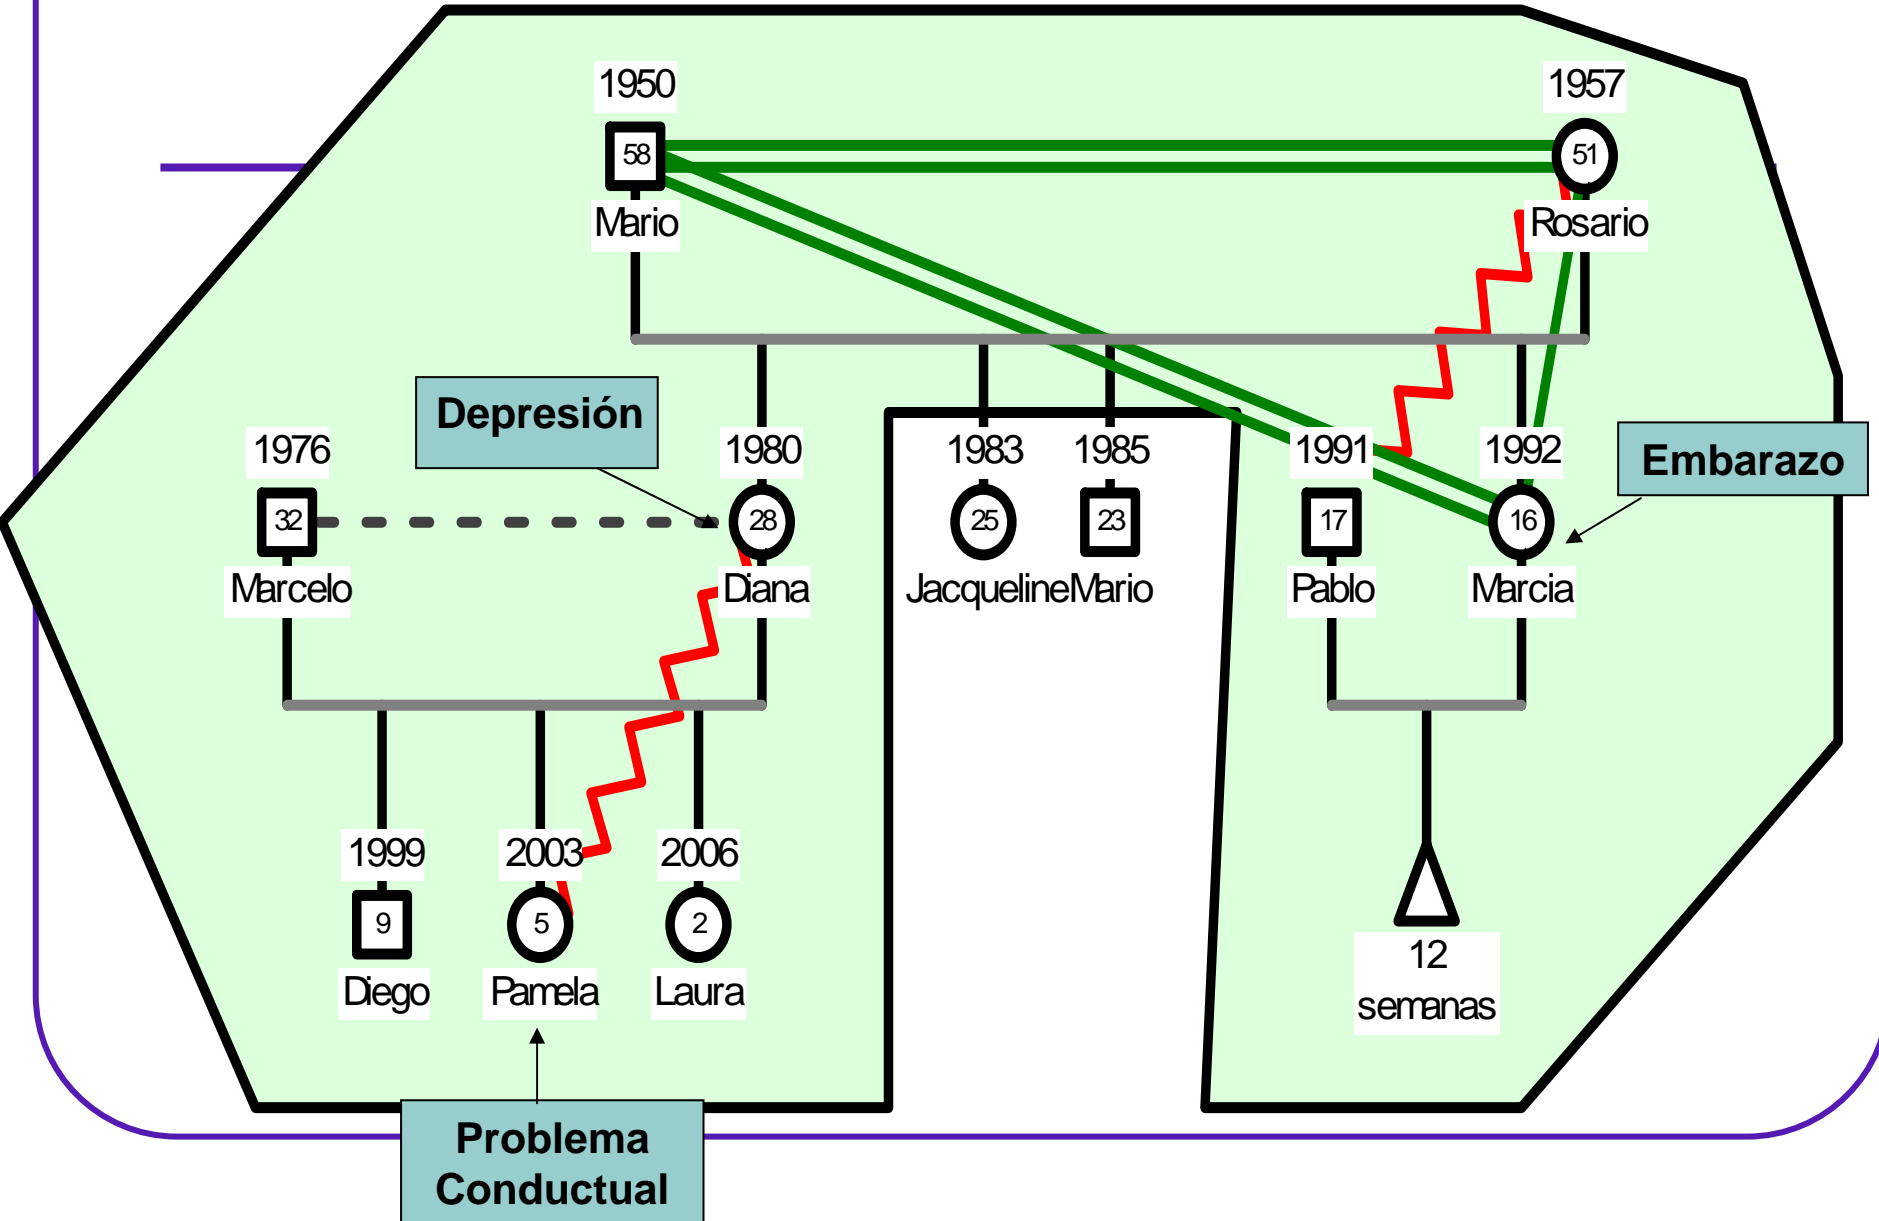 1950
1957
58
51
Mario
Rosario
Depresión
Embarazo
1976
1980
1983
1985
1991
1992
32
28
25
23
17
16
Marcelo
Diana
Jacqueline
Mario
Pablo
Marcia
1999
2003
2006
9
5
2
Diego
Pamela
Laura
12
semanas
Problema
Conductual